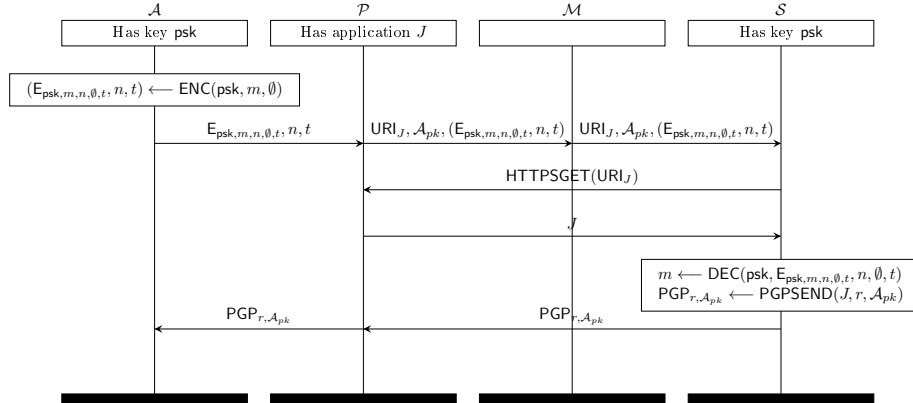 𝒜 𝒫 ℳ 𝒮
Has key psk Has application J Has key psk
(E_{psk,m,n,∅,t}, n, t) ⟵ ENC(psk, m, ∅)
E_{psk,m,n,∅,t}, n, t URI_J, 𝒜_{pk}, (E_{psk,m,n,∅,t}, n, t) URI_J, 𝒜_{pk}, (E_{psk,m,n,∅,t}, n, t)
HTTPSGET(URI_J)
J
m ⟵ DEC(psk, E_{psk,m,n,∅,t}, n, ∅, t)
PGP_{r,𝒜_{pk}} ⟵ PGPSEND(J, r, 𝒜_{pk})
PGP_{r,𝒜_{pk}} PGP_{r,𝒜_{pk}}